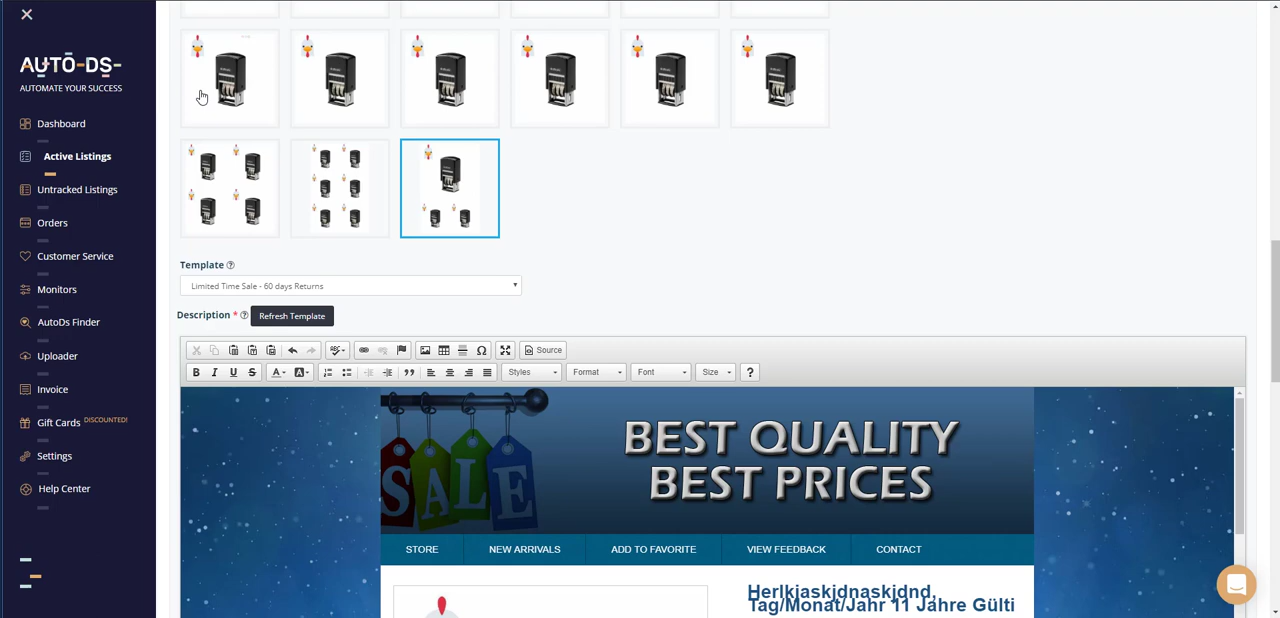 AUTO-DS-
AUTOMATE YOUR SUCCESS
Dashboard
Active Listings
Untracked Listings
Orders
Customer Service
Monitors
AutoDs Finder
Uploader
Invoice
Gift Cards DISCOUNTED!
Settings
Help Center
Template ?
Limited Time Sale - 60 days Returns
Description * ? Refresh Template
ABC Source
B I U S A A Styles Format Font Size ?
SALE
BEST QUALITY
BEST PRICES
STORE NEW ARRIVALS ADD TO FAVORITE VIEW FEEDBACK CONTACT
Herlkjaskjdnaskjdnd,
Tag/Monat/Jahr 11 Jahre Gülti